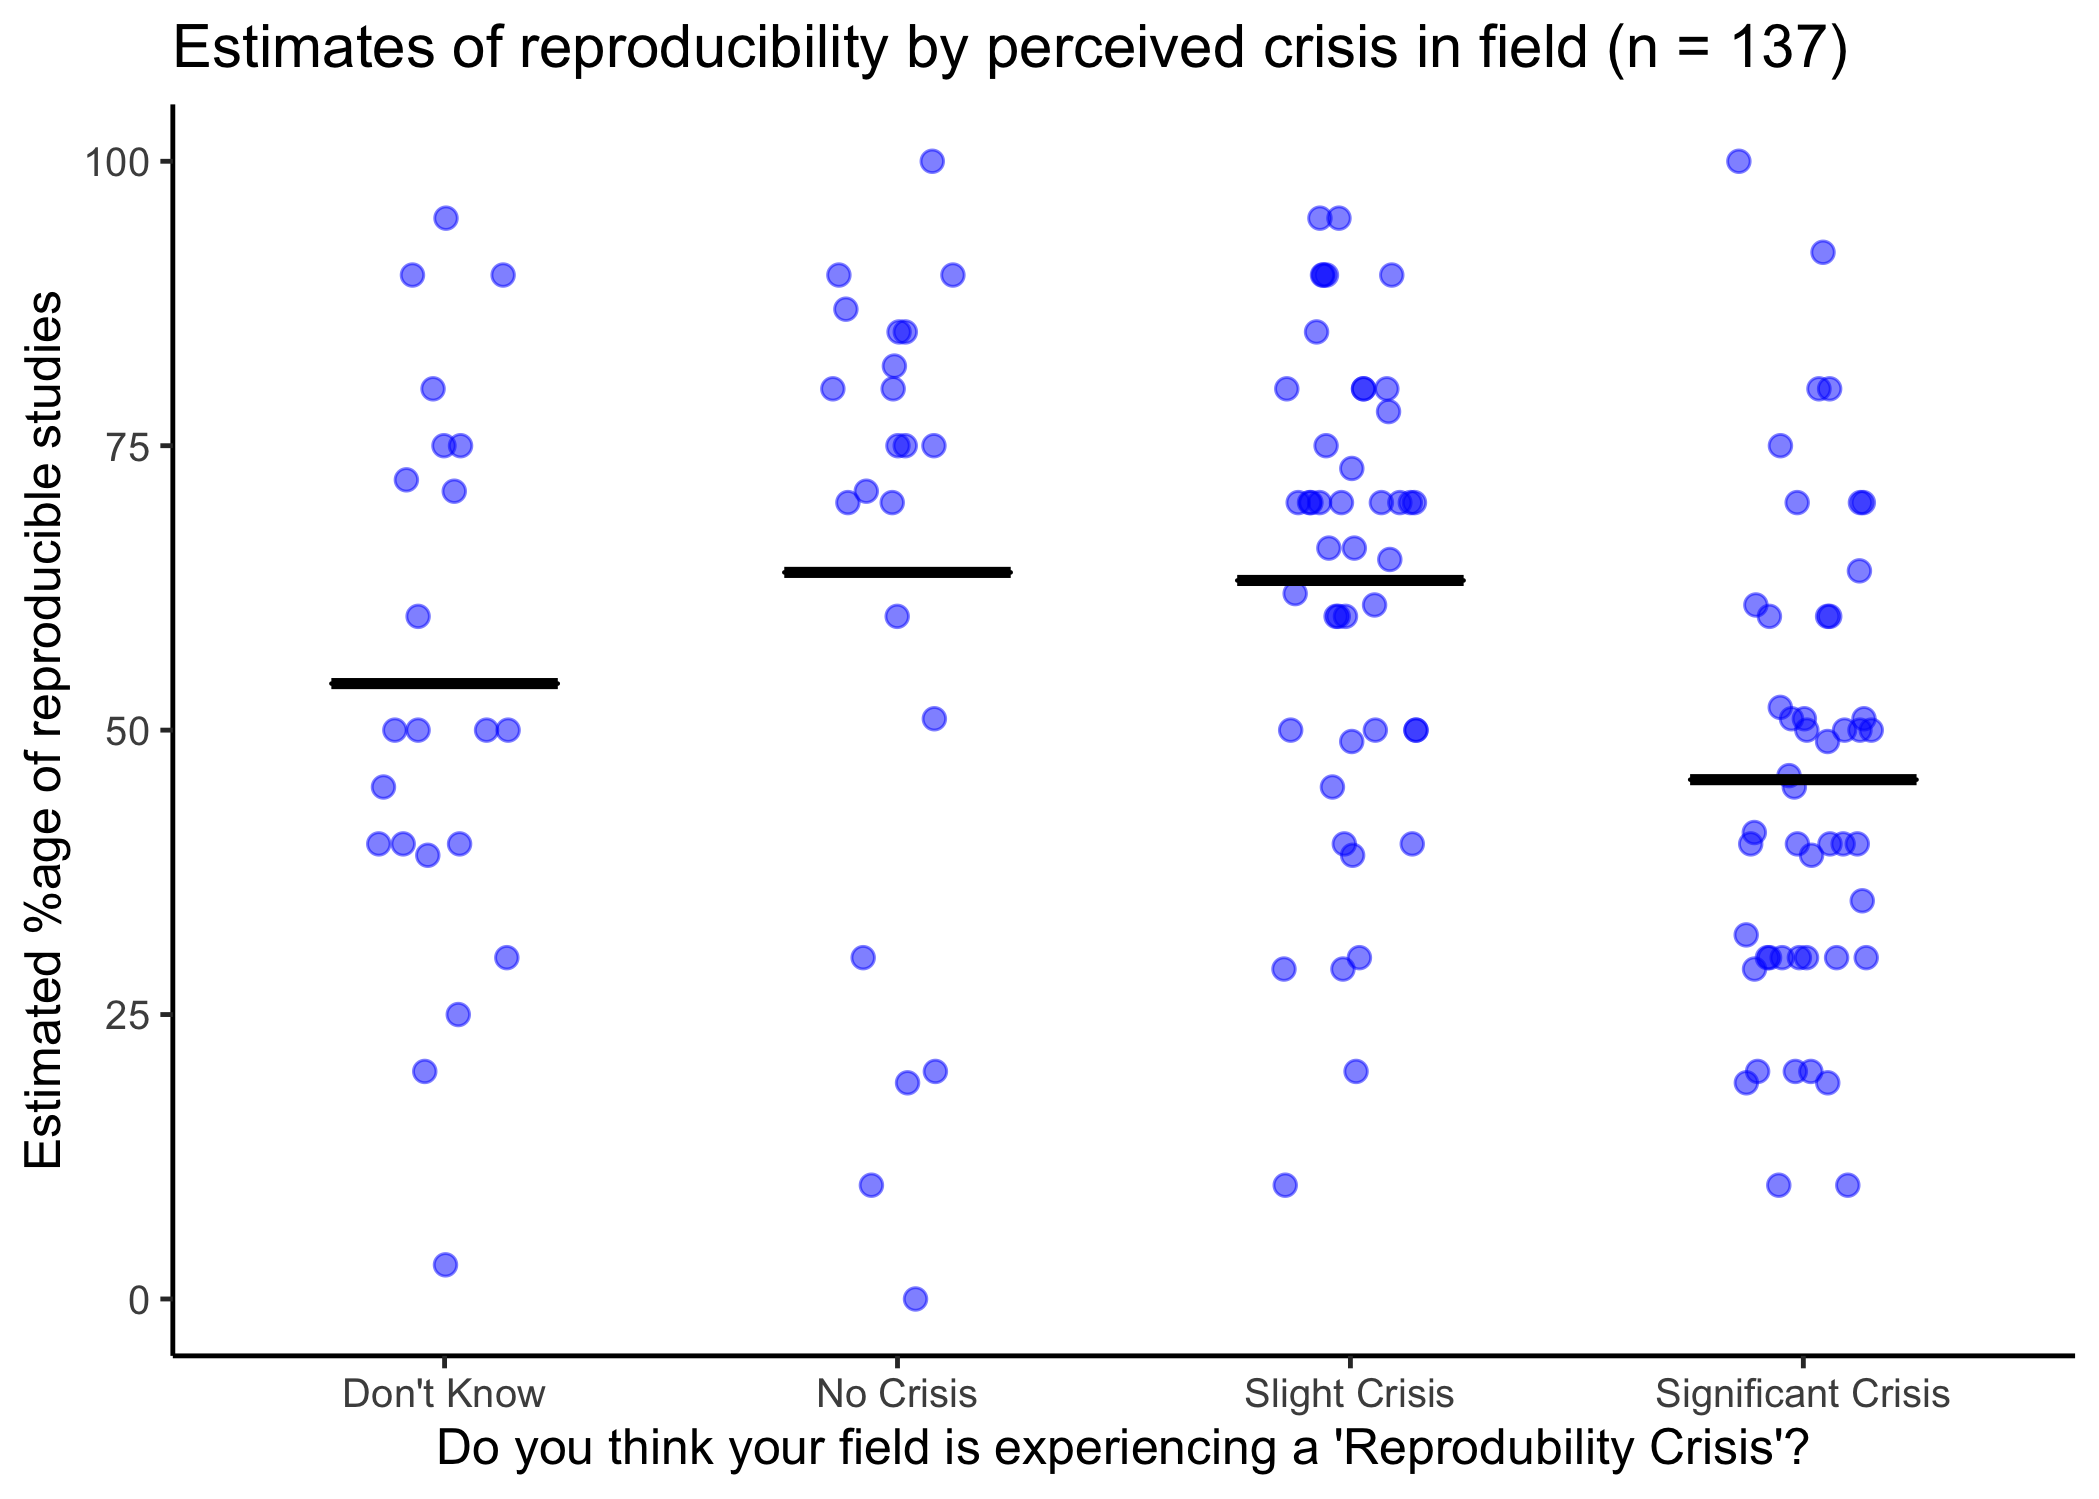 Estimates of reproducibility by perceived crisis in field (n = 137)
Estimated %age of reproducible studies
100
75
50
25
0
Don't Know
No Crisis
Slight Crisis
Significant Crisis
Do you think your field is experiencing a 'Reprodubility Crisis'?